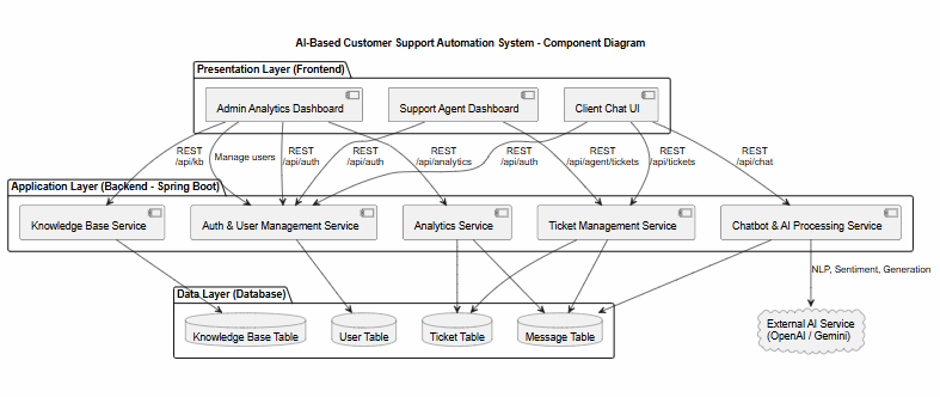 AI-Based Customer Support Automation System - Component Diagram
Presentation Layer (Frontend)
Admin Analytics Dashboard
Support Agent Dashboard
Client Chat UI
REST
/api/kb
Manage users
REST
/api/auth
REST
/api/auth
REST
/api/analytics
REST
/api/auth
REST
/api/agent/tickets
REST
/api/tickets
REST
/api/chat
Application Layer (Backend - Spring Boot)
Knowledge Base Service
Auth & User Management Service
Analytics Service
Ticket Management Service
Chatbot & AI Processing Service
NLP, Sentiment, Generation
Data Layer (Database)
Knowledge Base Table
User Table
Ticket Table
Message Table
External AI Service
(OpenAI / Gemini)